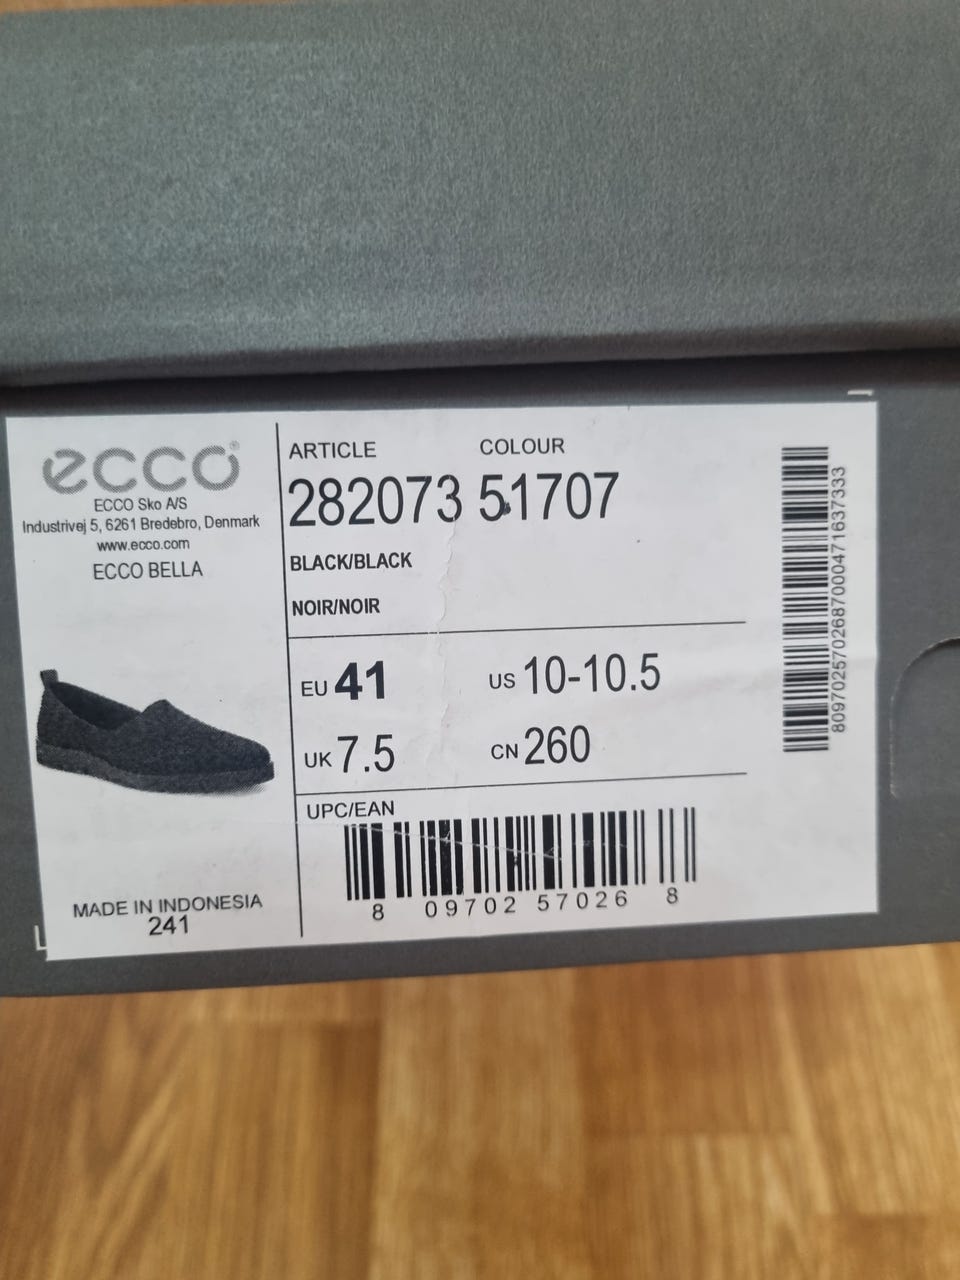 ecco®
ECCO Sko A/S
Industrivej 5, 6261 Bredebro, Denmark
www.ecco.com
ECCO BELLA
MADE IN INDONESIA
241
ARTICLE COLOUR
282073 51707
BLACK/BLACK
NOIR/NOIR
EU 41 US 10-10.5
UK 7.5 CN 260
UPC/EAN
8 09702 57026 8
8097025702687000471637333